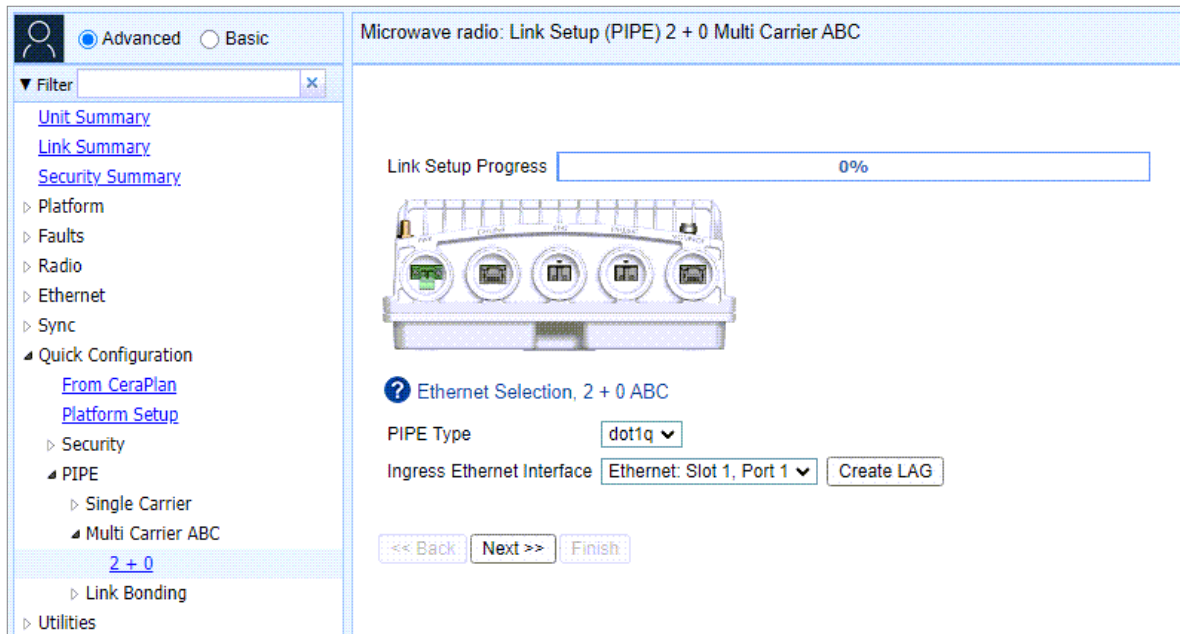 Advanced Basic
Filter
Unit Summary
Link Summary
Security Summary
Platform
Faults
Radio
Ethernet
Sync
Quick Configuration
From CeraPlan
Platform Setup
Security
PIPE
Single Carrier
Multi Carrier ABC
2 + 0
Link Bonding
Utilities
Microwave radio: Link Setup (PIPE) 2 + 0 Multi Carrier ABC
Link Setup Progress 0%
? Ethernet Selection, 2 + 0 ABC
PIPE Type dot1q
Ingress Ethernet Interface Ethernet: Slot 1, Port 1 Create LAG
<< Back Next >> Finish